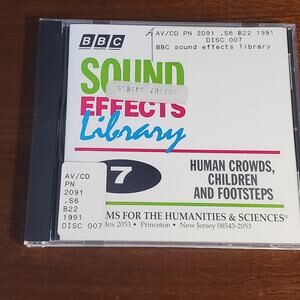 AV/CD PN 2091 .S6 B22 1991
DISC 007
BBC sound effects library
BBC
SOUND
EFFECTS
Library
7
HUMAN CROWDS,
CHILDREN
AND FOOTSTEPS
AV/CD
PN
2091
.S6
B22
1991
DISC 007
MS FOR THE HUMANITIES & SCIENCES®
Box 2053 • Princeton • New Jersey 08543-2053